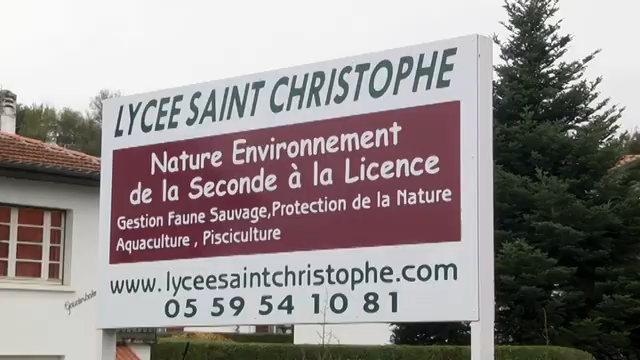 LYCEE SAINT CHRISTOPHE
Nature Environnement
de la Seconde à la Licence
Gestion Faune Sauvage,Protection de la Nature
Aquaculture , Pisciculture
www.lyceesaintchristophe.com
05 59 54 10 81